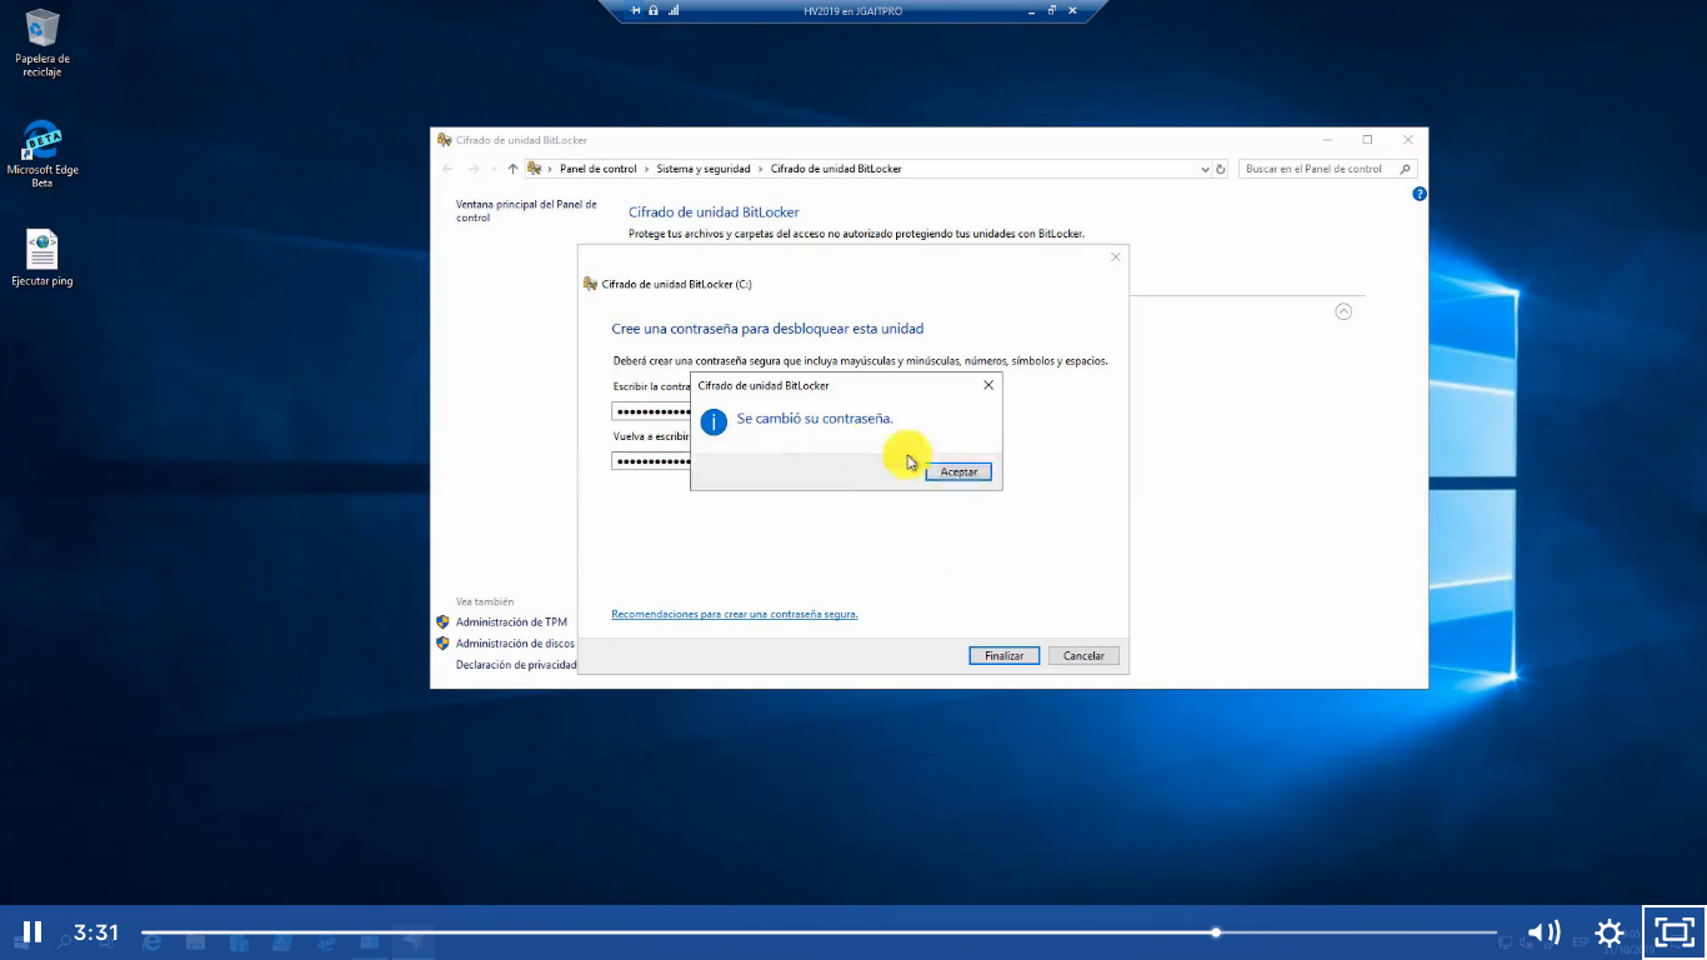 HV2019 en JGAITPRO
Papelera de
reciclaje
BETA
Microsoft Edge
Beta
Ejecutar ping
Cifrado de unidad BitLocker
Panel de control
Sistema y seguridad
Cifrado de unidad BitLocker
Buscar en el Panel de control
Ventana principal del Panel de
control
Cifrado de unidad BitLocker
Protege tus archivos y carpetas del acceso no autorizado protegiendo tus unidades con BitLocker.
Cifrado de unidad BitLocker (C:)
Cree una contraseña para desbloquear esta unidad
Deberá crear una contraseña segura que incluya mayúsculas y minúsculas, números, símbolos y espacios.
Escribir la contra
Vuelva a escribir
Cifrado de unidad BitLocker
Se cambió su contraseña.
Aceptar
Recomendaciones para crear una contraseña segura.
Finalizar
Cancelar
Vea también
Administración de TPM
Administración de discos
Declaración de privacidad
3:31
ESP